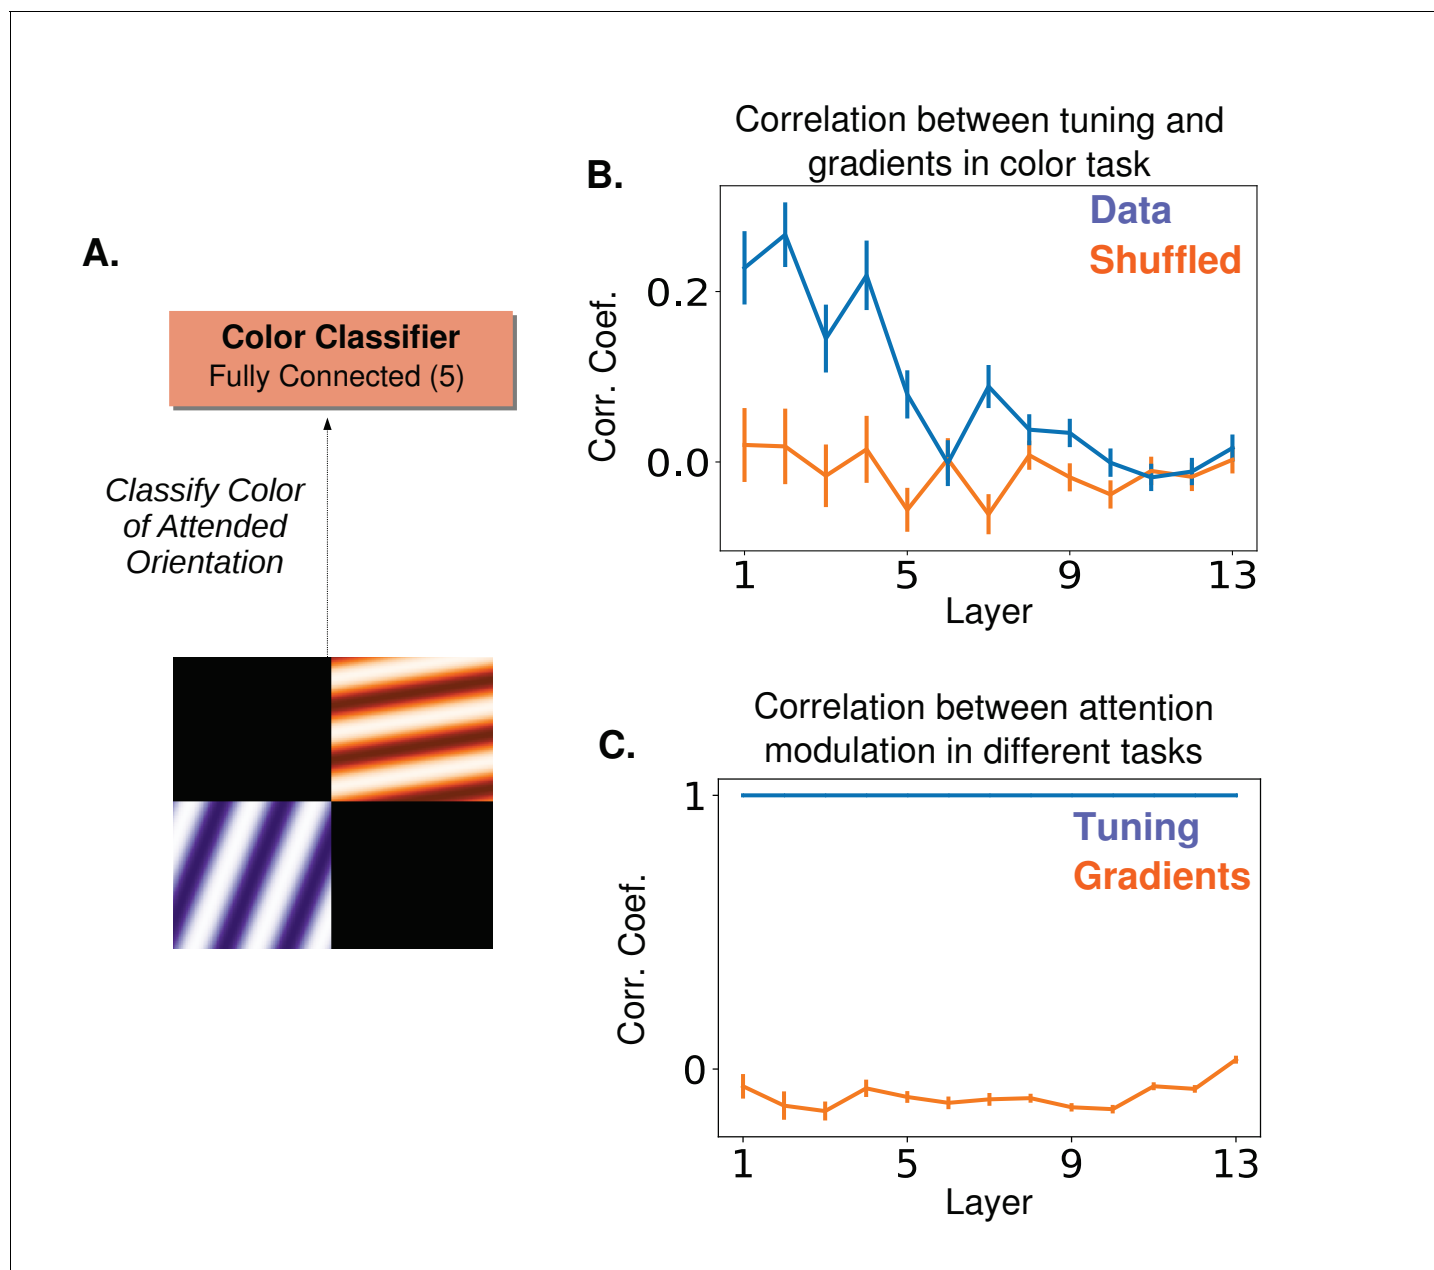 A.
Color Classifier
Fully Connected (5)
Classify Color
of Attended
Orientation
B.
Correlation between tuning and
gradients in color task
Data
Shuffled
Corr. Coef.
0.2
0.0
1 5 9 13
Layer
C.
Correlation between attention
modulation in different tasks
Tuning
Gradients
Corr. Coef.
1
0
1 5 9 13
Layer